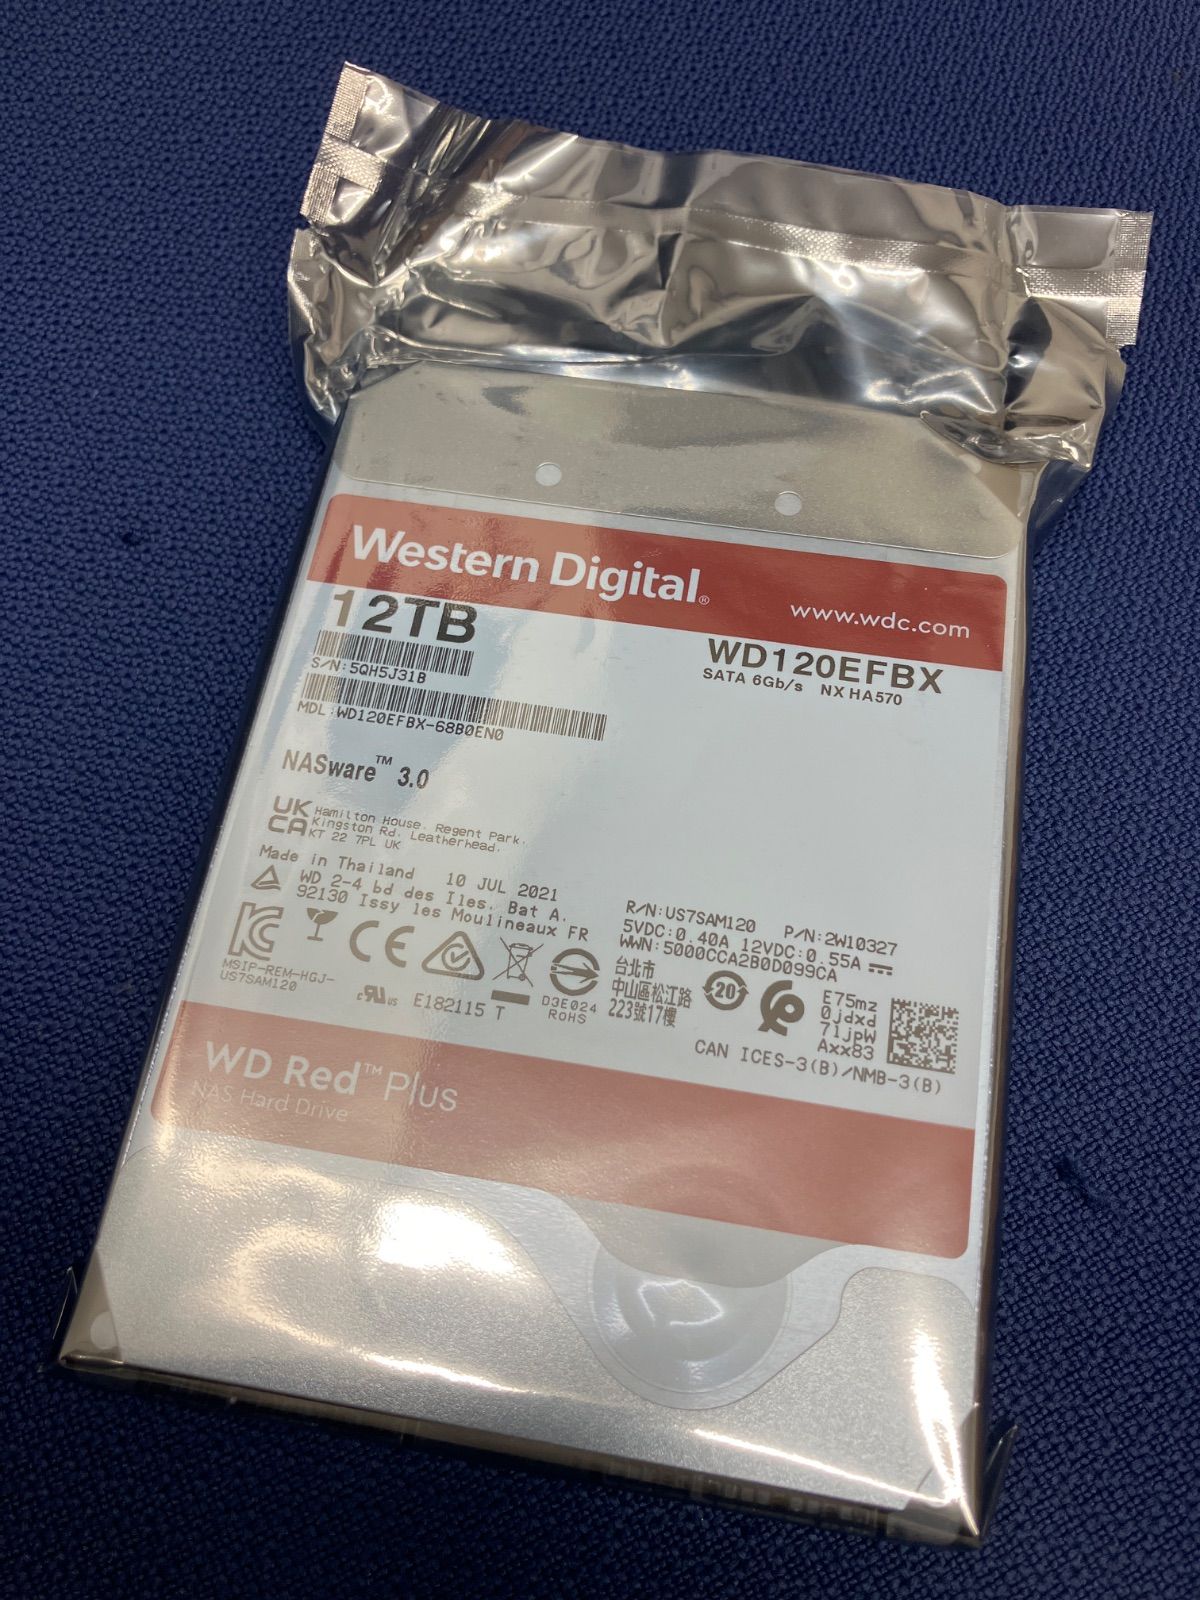 Western Digital®
www.wdc.com
12TB
WD120EFBX
SATA 6Gb/s NX HA570
S/N:5QH5J31B
MDL:WD120EFBX-68B0EN0
NASware™ 3.0
UK
CA
Hamilton House, Regent Park,
Kingston Rd, Leatherhead,
KT 22 7PL UK
Made in Thailand 10 JUL 2021
WD 2-4 bd des Iles, Bat A,
92130 Issy les Moulineaux FR
R/N:US7SAM120 P/N:2W10327
5VDC:0.40A 12VDC:0.55A
WWN:5000CCA2B0D099CA
MSIP-REM-HGJ-
US7SAM120
E182115 T
D3E024
RoHS
台北市
中山區松江路
223號17樓
20
E75mz
0jdxd
71jpW
Axx83
CAN ICES-3(B)/NMB-3(B)
WD Red™ Plus
NAS Hard Drive